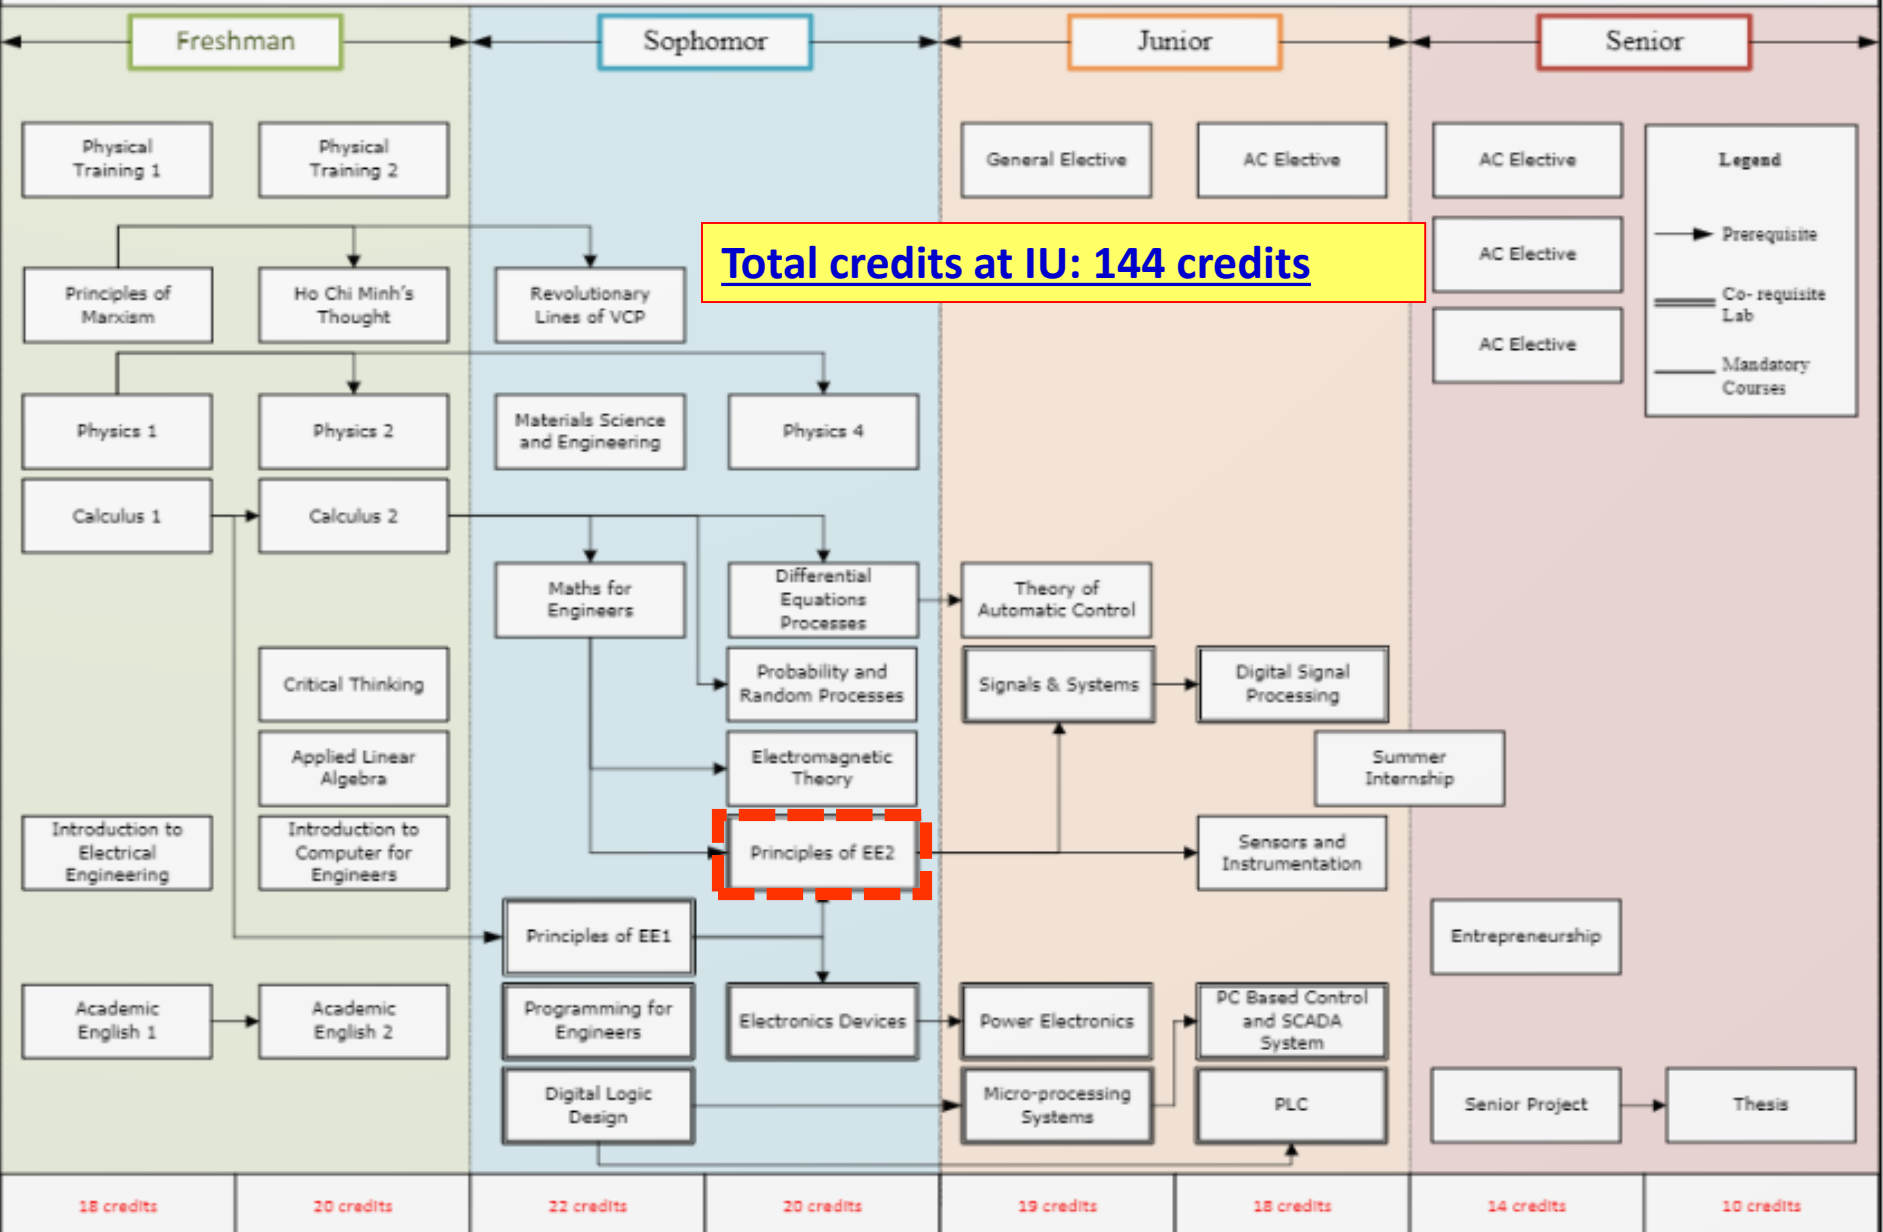 Freshman
Sophomor
Junior
Senior
Physical
Training 1
Physical
Training 2
General Elective
AC Elective
AC Elective
Legend
Prerequisite
Co- requisite
Lab
Mandatory
Courses
Total credits at IU: 144 credits
AC Elective
AC Elective
Principles of
Marxism
Ho Chi Minh's
Thought
Revolutionary
Lines of VCP
Physics 1
Physics 2
Materials Science
and Engineering
Physics 4
Calculus 1
Calculus 2
Maths for
Engineers
Differential
Equations
Processes
Theory of
Automatic Control
Critical Thinking
Probability and
Random Processes
Signals & Systems
Digital Signal
Processing
Applied Linear
Algebra
Electromagnetic
Theory
Summer
Internship
Introduction to
Electrical
Engineering
Introduction to
Computer for
Engineers
Principles of EE2
Sensors and
Instrumentation
Principles of EE1
Entrepreneurship
Academic
English 1
Academic
English 2
Programming for
Engineers
Electronics Devices
Power Electronics
PC Based Control
and SCADA
System
Digital Logic
Design
Micro-processing
Systems
PLC
Senior Project
Thesis
18 credits
20 credits
22 credits
20 credits
19 credits
18 credits
14 credits
10 credits